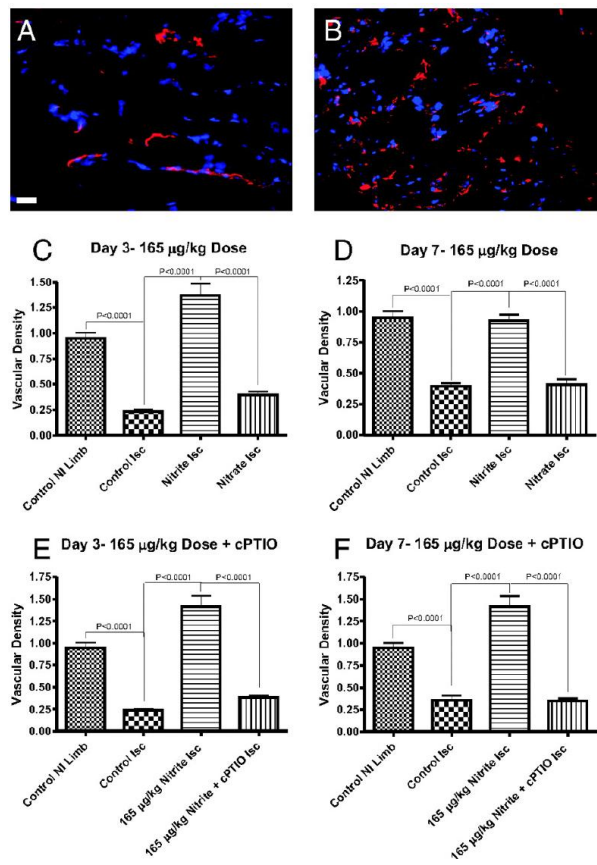 A
B
C
Day 3- 165 µg/kg Dose
Vascular Density
1.50
1.25
1.00
0.75
0.50
0.25
0.00
P<0.0001
P<0.0001
P<0.0001
Control NI Limb
Control Isc
Nitrite Isc
Nitrate Isc
D
Day 7- 165 µg/kg Dose
Vacular Density
1.25
1.00
0.75
0.50
0.25
0.00
P<0.0001
P<0.0001
P<0.0001
Control NI Limb
Control Isc
Nitrite Isc
Nitrate Isc
E
Day 3- 165 µg/kg Dose + cPTIO
Vascular Density
1.75
1.50
1.25
1.00
0.75
0.50
0.25
0.00
P<0.0001
P<0.0001
P<0.0001
Control NI Limb
Control Isc
165 µg/kg Nitrite Isc
165 µg/kg Nitrite + cPTIO Isc
F
Day 7- 165 µg/kg Dose + cPTIO
Vascular Density
1.75
1.50
1.25
1.00
0.75
0.50
0.25
0.00
P<0.0001
P<0.0001
P<0.0001
Control NI Limb
Control Isc
165 µg/kg Nitrite Isc
165 µg/kg Nitrite + cPTIO Isc